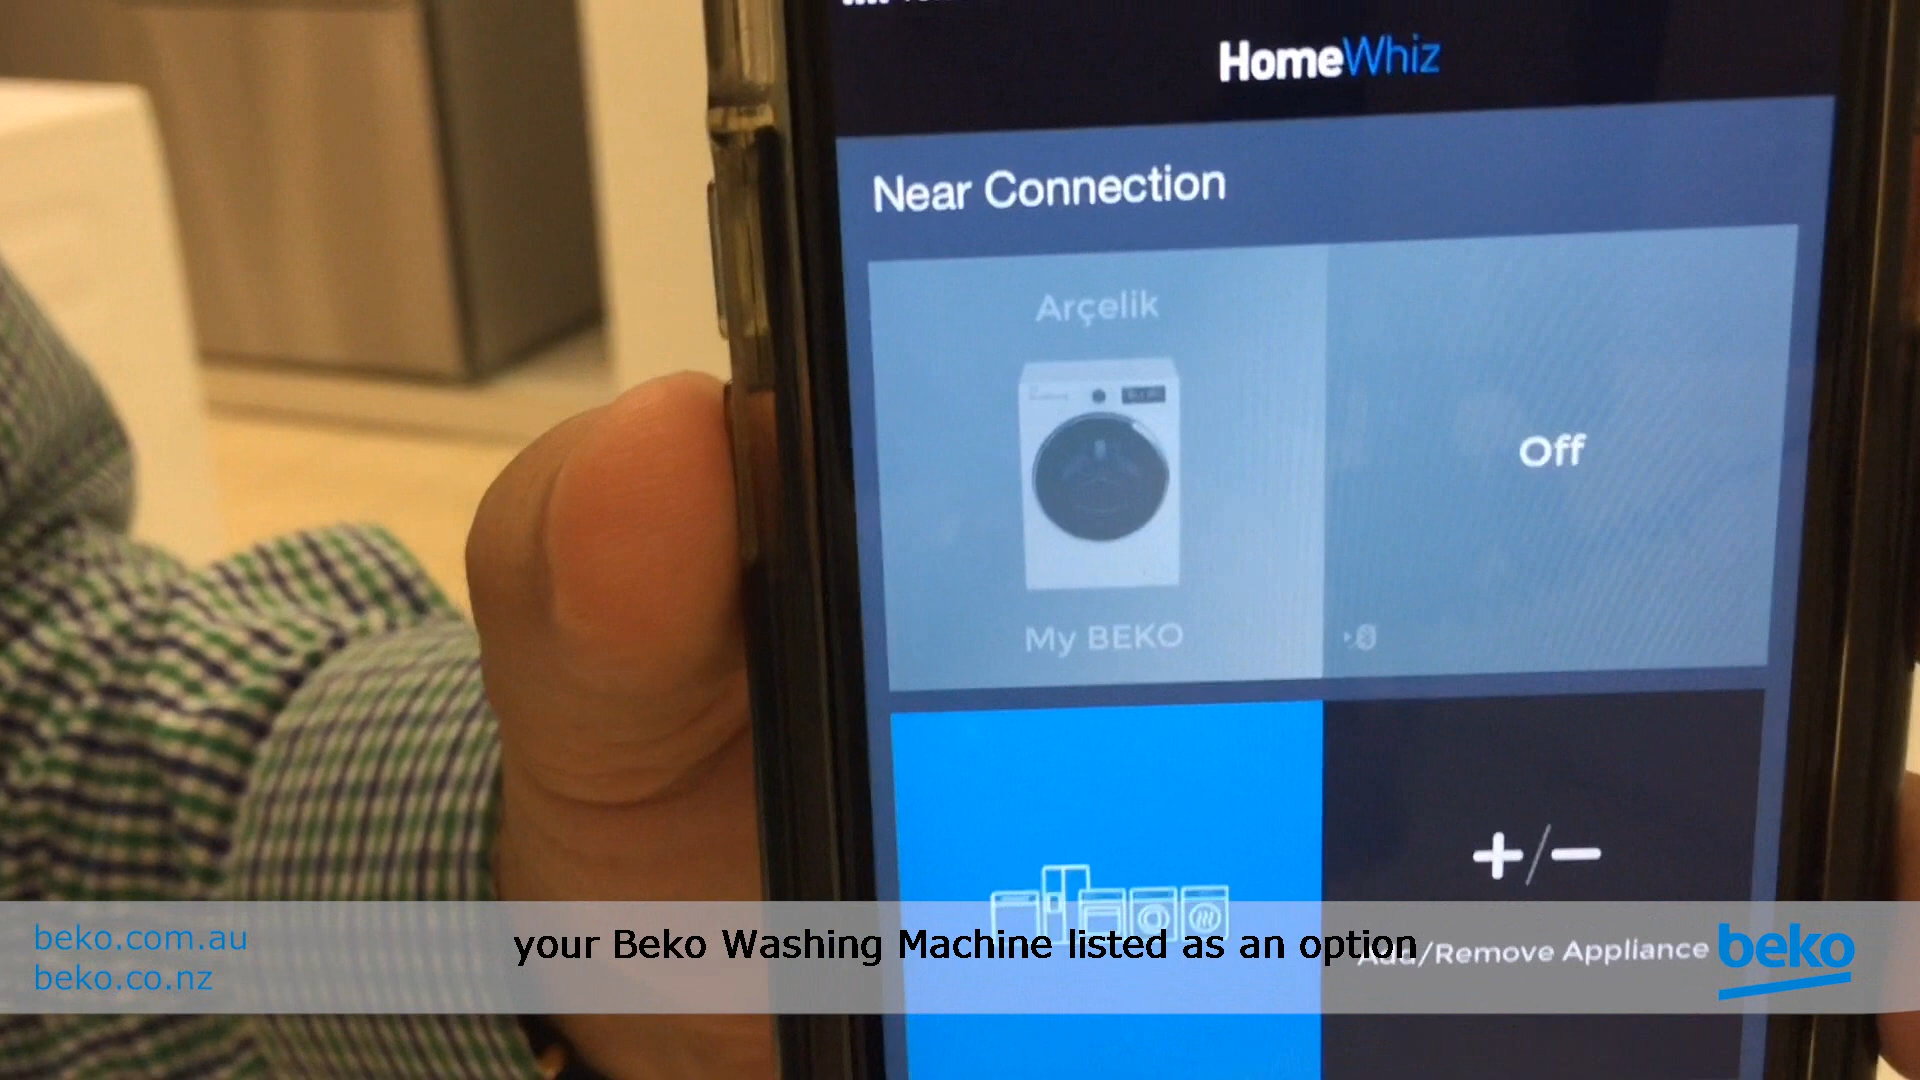 HomeWhiz
Near Connection
Arçelik
Off
My BEKO
+/−
Add/Remove Appliance
beko.com.au
beko.co.nz
your Beko Washing Machine listed as an option
beko